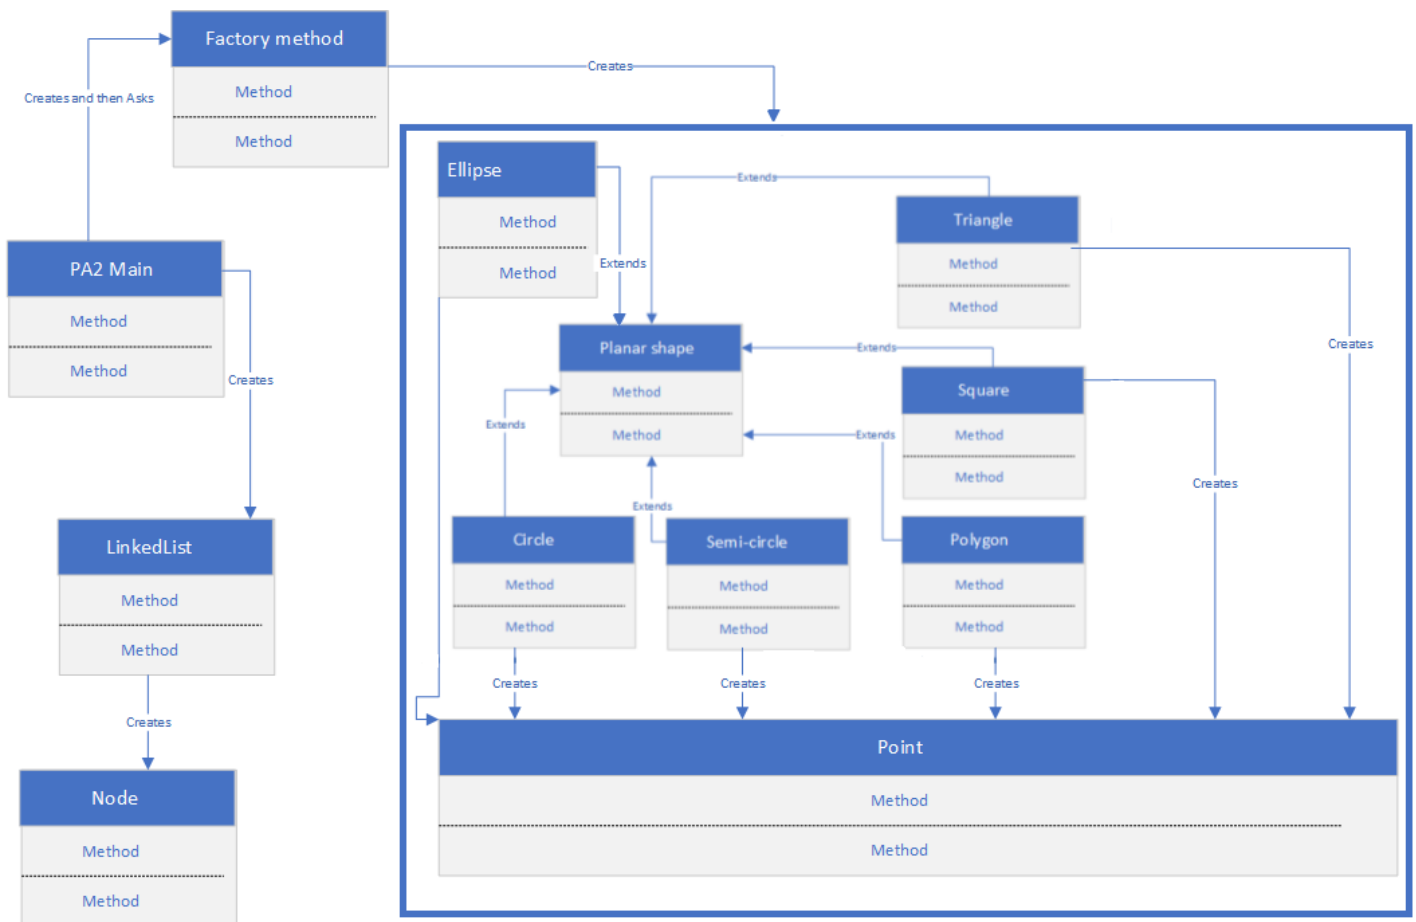 Factory method
Method
Method
Creates and then Asks
Creates
PA2 Main
Method
Method
Creates
LinkedList
Method
Method
Creates
Node
Method
Method
Ellipse
Method
Method
Extends
Extends
Triangle
Method
Method
Creates
Planar shape
Method
Method
Extends
Square
Method
Method
Creates
Extends
Extends
Extends
Circle
Method
Method
Creates
Semi-circle
Method
Method
Creates
Polygon
Method
Method
Creates
Point
Method
Method